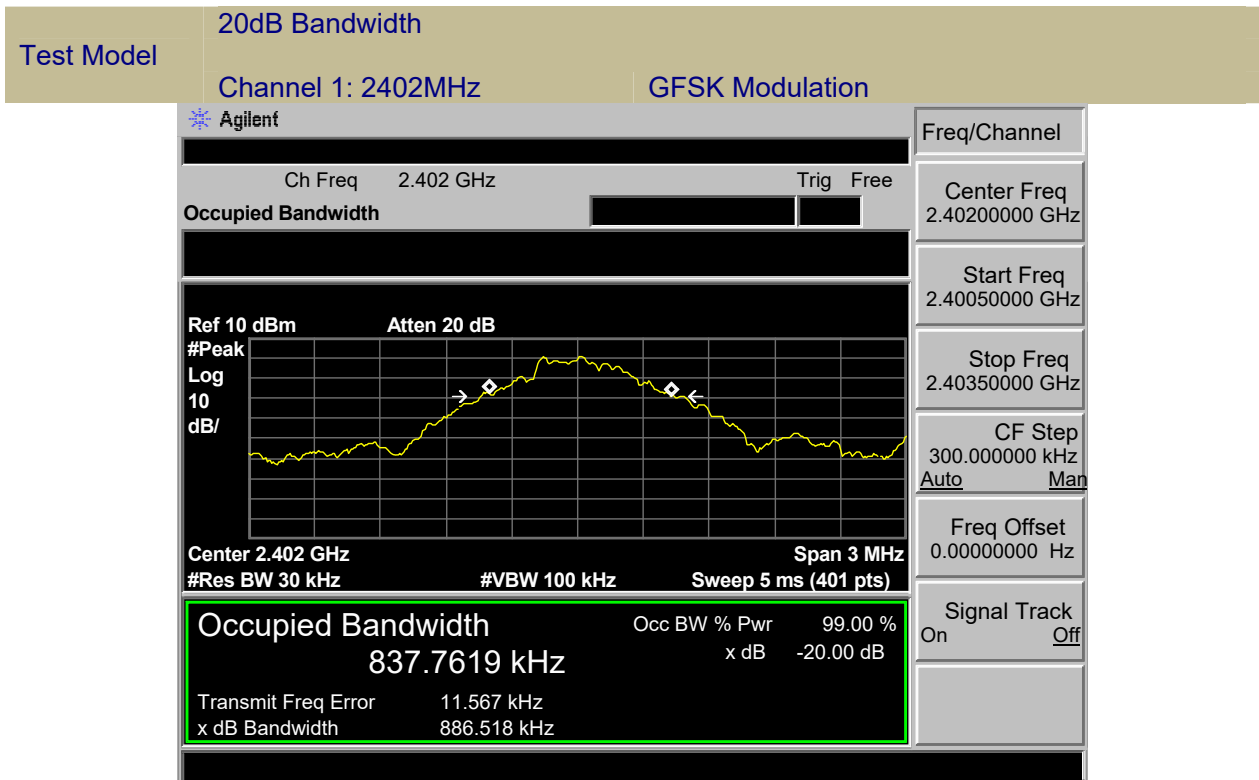 20dB Bandwidth
Test Model
Channel 1: 2402MHz GFSK Modulation
Agilent
Freq/Channel
Ch Freq 2.402 GHz Trig Free
Occupied Bandwidth
Center Freq
2.40200000 GHz
Start Freq
2.40050000 GHz
Stop Freq
2.40350000 GHz
CF Step
300.000000 kHz
Auto Man
Freq Offset
0.00000000 Hz
Signal Track
On Off
Ref 10 dBm Atten 20 dB
#Peak
Log
10
dB/
Center 2.402 GHz Span 3 MHz
#Res BW 30 kHz #VBW 100 kHz Sweep 5 ms (401 pts)
Occupied Bandwidth Occ BW % Pwr 99.00 %
837.7619 kHz x dB -20.00 dB
Transmit Freq Error 11.567 kHz
x dB Bandwidth 886.518 kHz